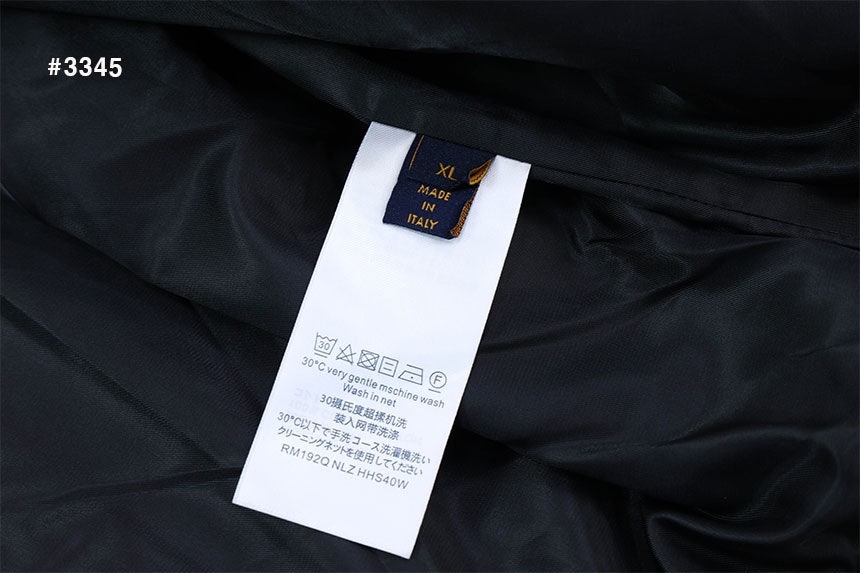 #3345
XL
MADE
IN
ITALY
30
F
30°C very gentle mschine wash
Wash in net
30摄氏度超揉机洗
装入网带洗涤
30°C以下で手洗コース洗濯機洗い
クリーニングネットを使用してください
RM192Q NLZ HHS40W